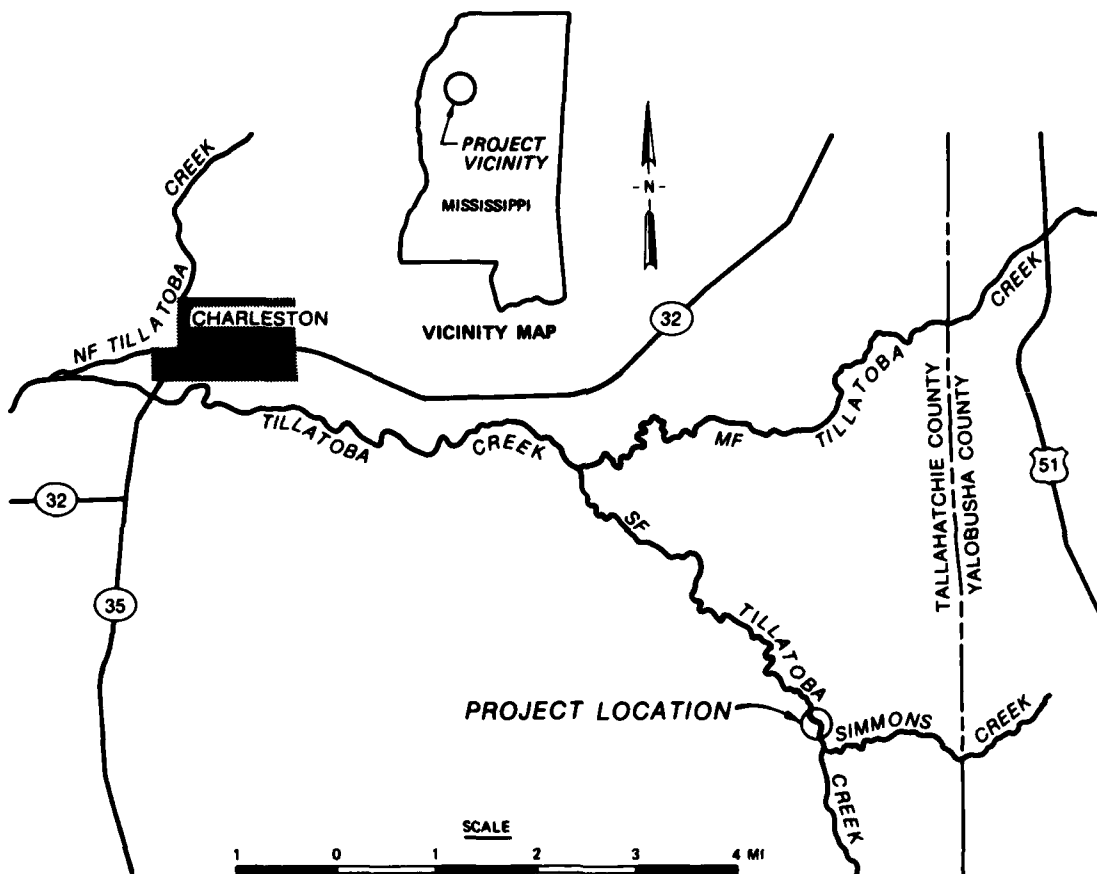 PROJECT
VICINITY
MISSISSIPPI
VICINITY MAP
- N -
CREEK
NF TILLATOBA
CHARLESTON
32
TILLATOBA
CREEK
MF
TILLATOBA
CREEK
TALLAHATCHIE COUNTY
YALOBUSHA COUNTY
51
32
35
SF
TILLATOBA
CREEK
PROJECT LOCATION
SIMMONS
CREEK
SCALE
1 0 1 2 3 4 MI